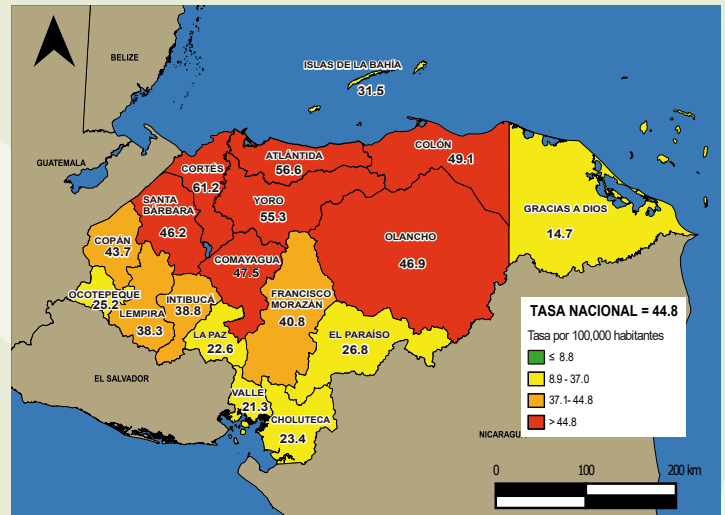 BELIZE
ISLAS DE LA BAHÍA
31.5
GUATEMALA
CORTÉS
61.2
ATLÁNTIDA
56.6
COLÓN
49.1
SANTA
BÁRBARA
46.2
YORO
55.3
GRACIAS A DIOS
14.7
COPÁN
43.7
COMAYAGUA
47.5
OLANCHO
46.9
OCOTEPEQUE
25.2
LEMPIRA
38.3
INTIBUCÁ
38.8
FRANCISCO
MORAZÁN
40.8
LA PAZ
22.6
EL PARAÍSO
26.8
EL SALVADOR
VALLE
21.3
CHOLUTECA
23.4
NICARAGU
TASA NACIONAL = 44.8
Tasa por 100,000 habitantes
≤ 8.8
8.9 - 37.0
37.1- 44.8
> 44.8
0 100 200 km